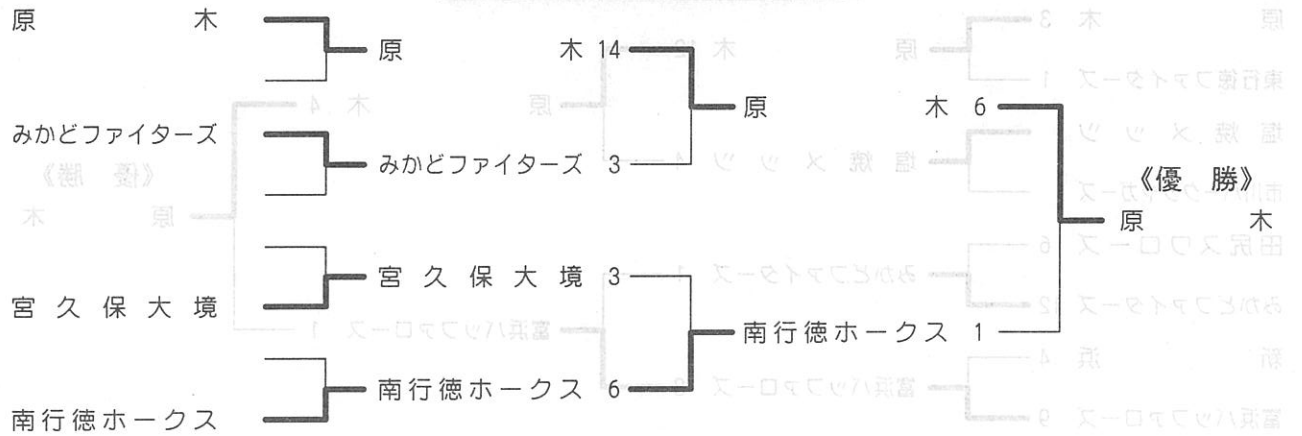 原 木
原 木 14
原 木 6
みかどファイターズ
みかどファイターズ 3
《優 勝》
原 木
宮久保大境
宮久保大境 3
南行徳ホークス 1
南行徳ホークス 6
南行徳ホークス